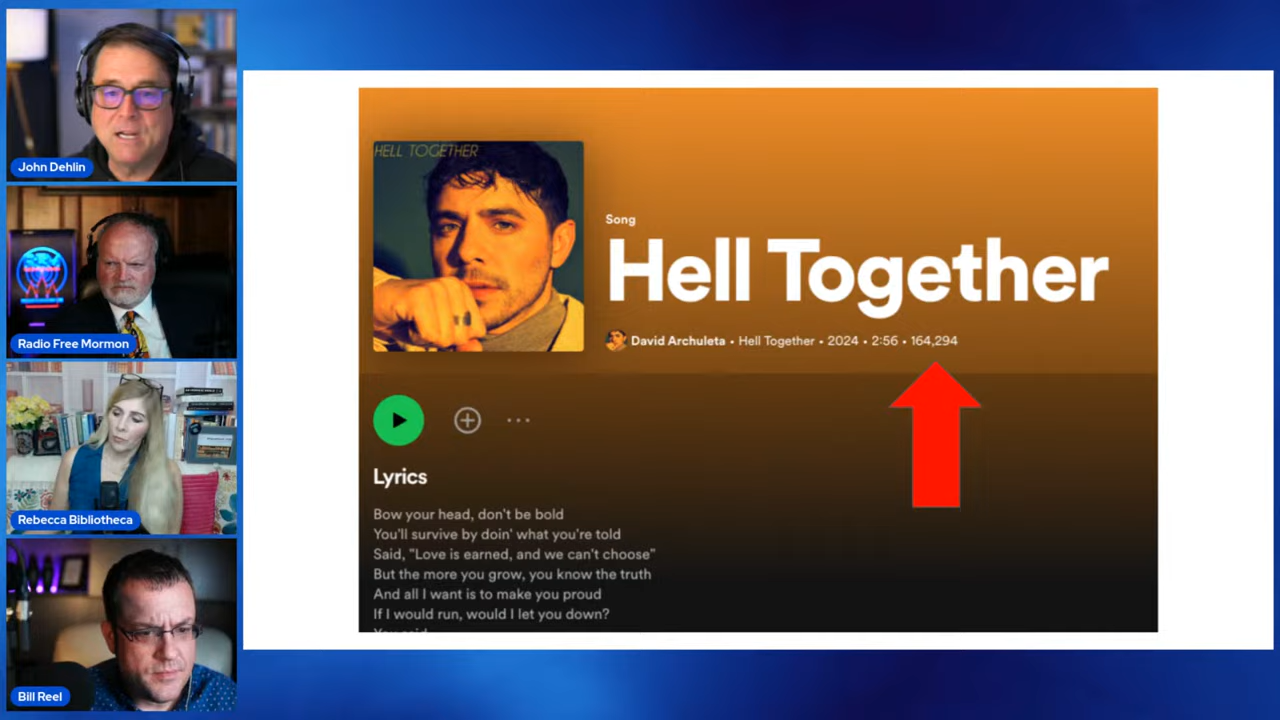 John Dehlin
Radio Free Mormon
Rebecca Bibliotheca
Bill Reel
HELL TOGETHER
Song
Hell Together
David Archuleta • Hell Together • 2024 • 2:56 • 164,294
Lyrics
Bow your head, don't be bold
You'll survive by doin' what you're told
Said, "Love is earned, and we can't choose"
But the more you grow, you know the truth
And all I want is to make you proud
If I would run, would I let you down?
You said